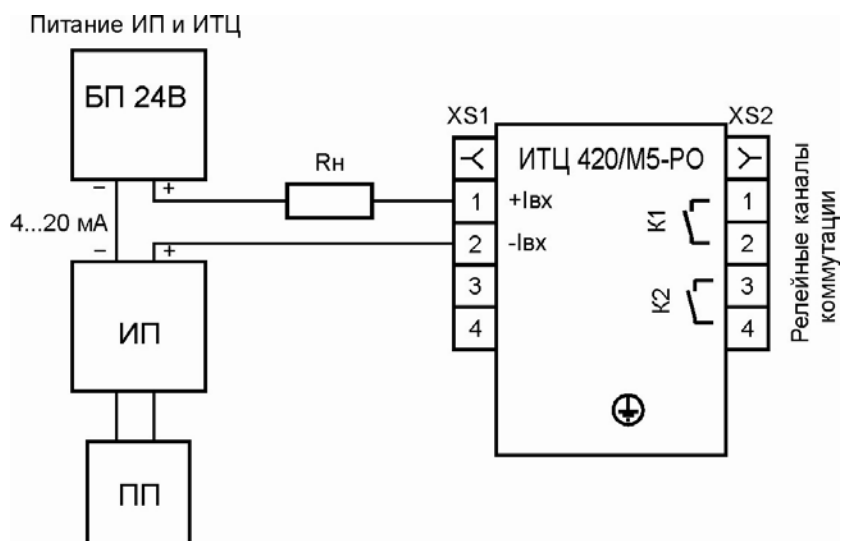 Питание ИП и ИТЦ
БП 24В
– +
4...20 мА
– +
ИП
ПП
Rн
XS1
1
2
3
4
ИТЦ 420/М5-РО
+Iвх
-Iвх
К1
К2
XS2
1
2
3
4
Релейные каналы
коммутации